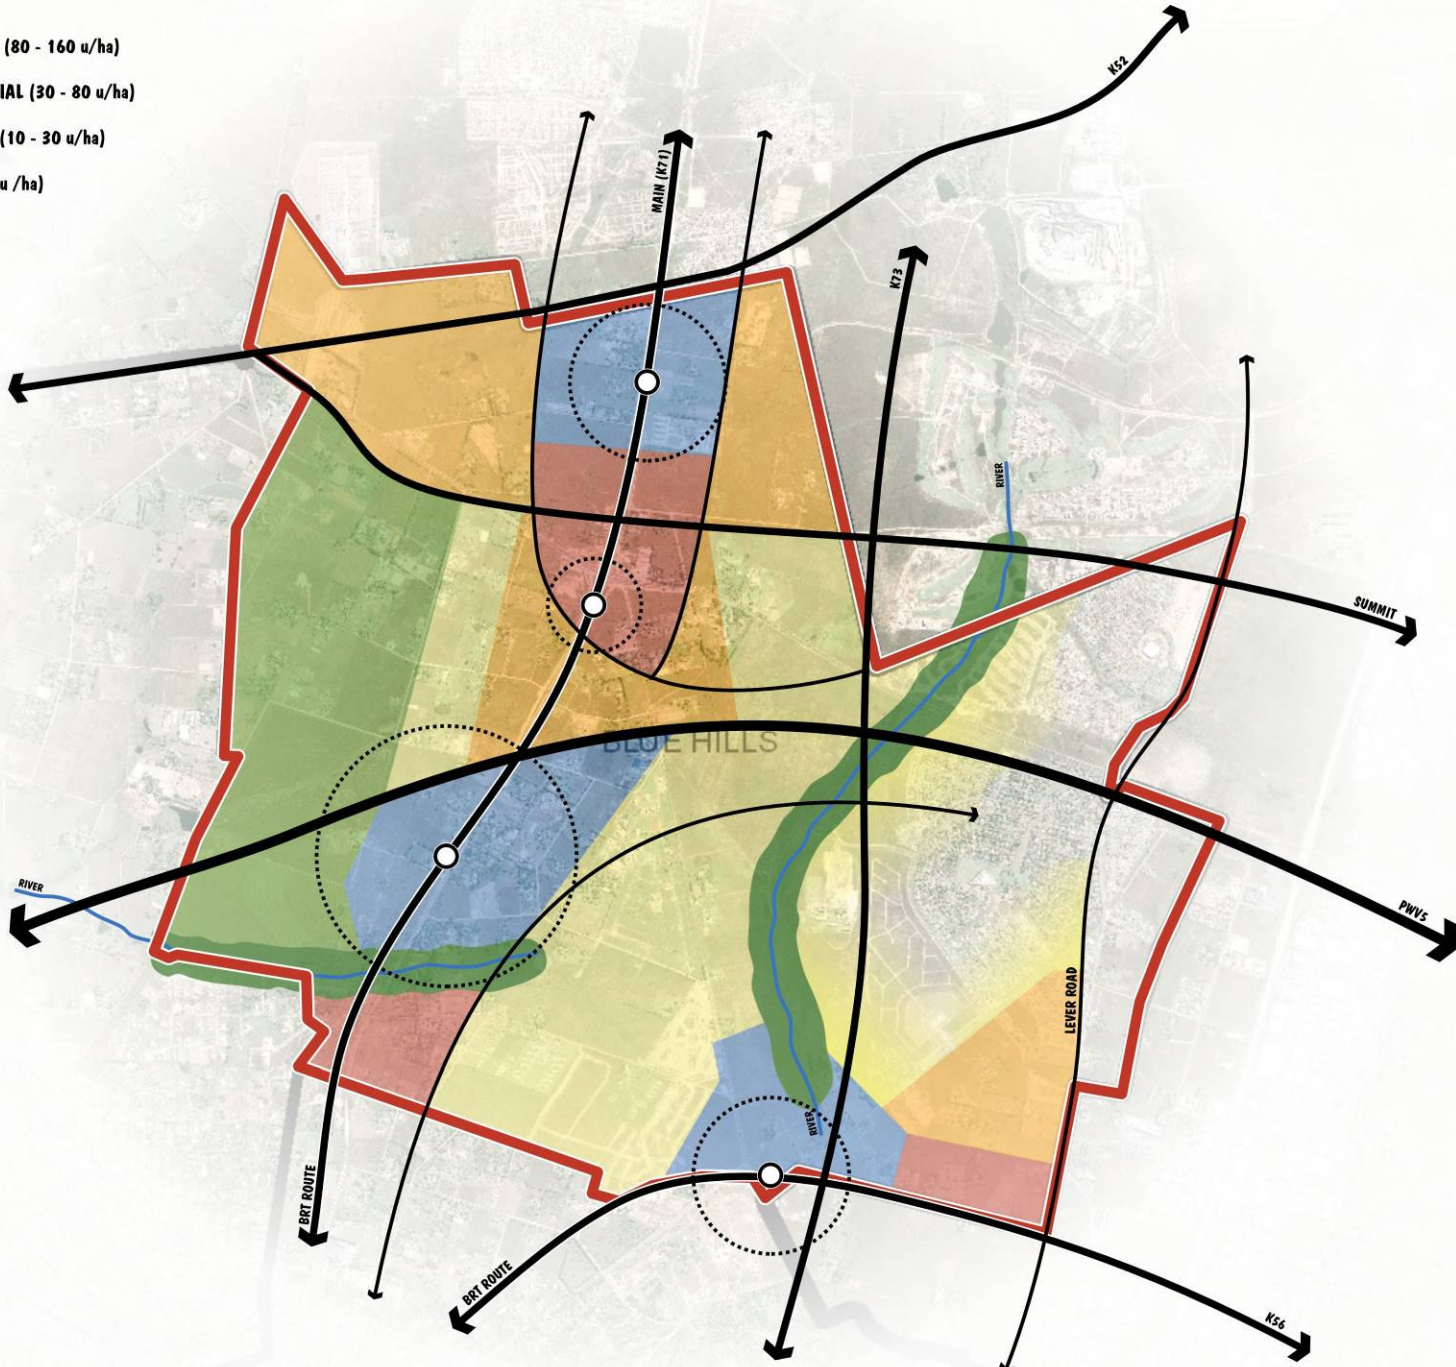 (80 - 160 u/ha)
IAL (30 - 80 u/ha)
(10 - 30 u/ha)
u /ha)
K52
MAIN (K71)
K73
RIVER
SUMMIT
BLUE HILLS
RIVER
PWV5
LEVER ROAD
RIVER
BRT ROUTE
BRT ROUTE
K56